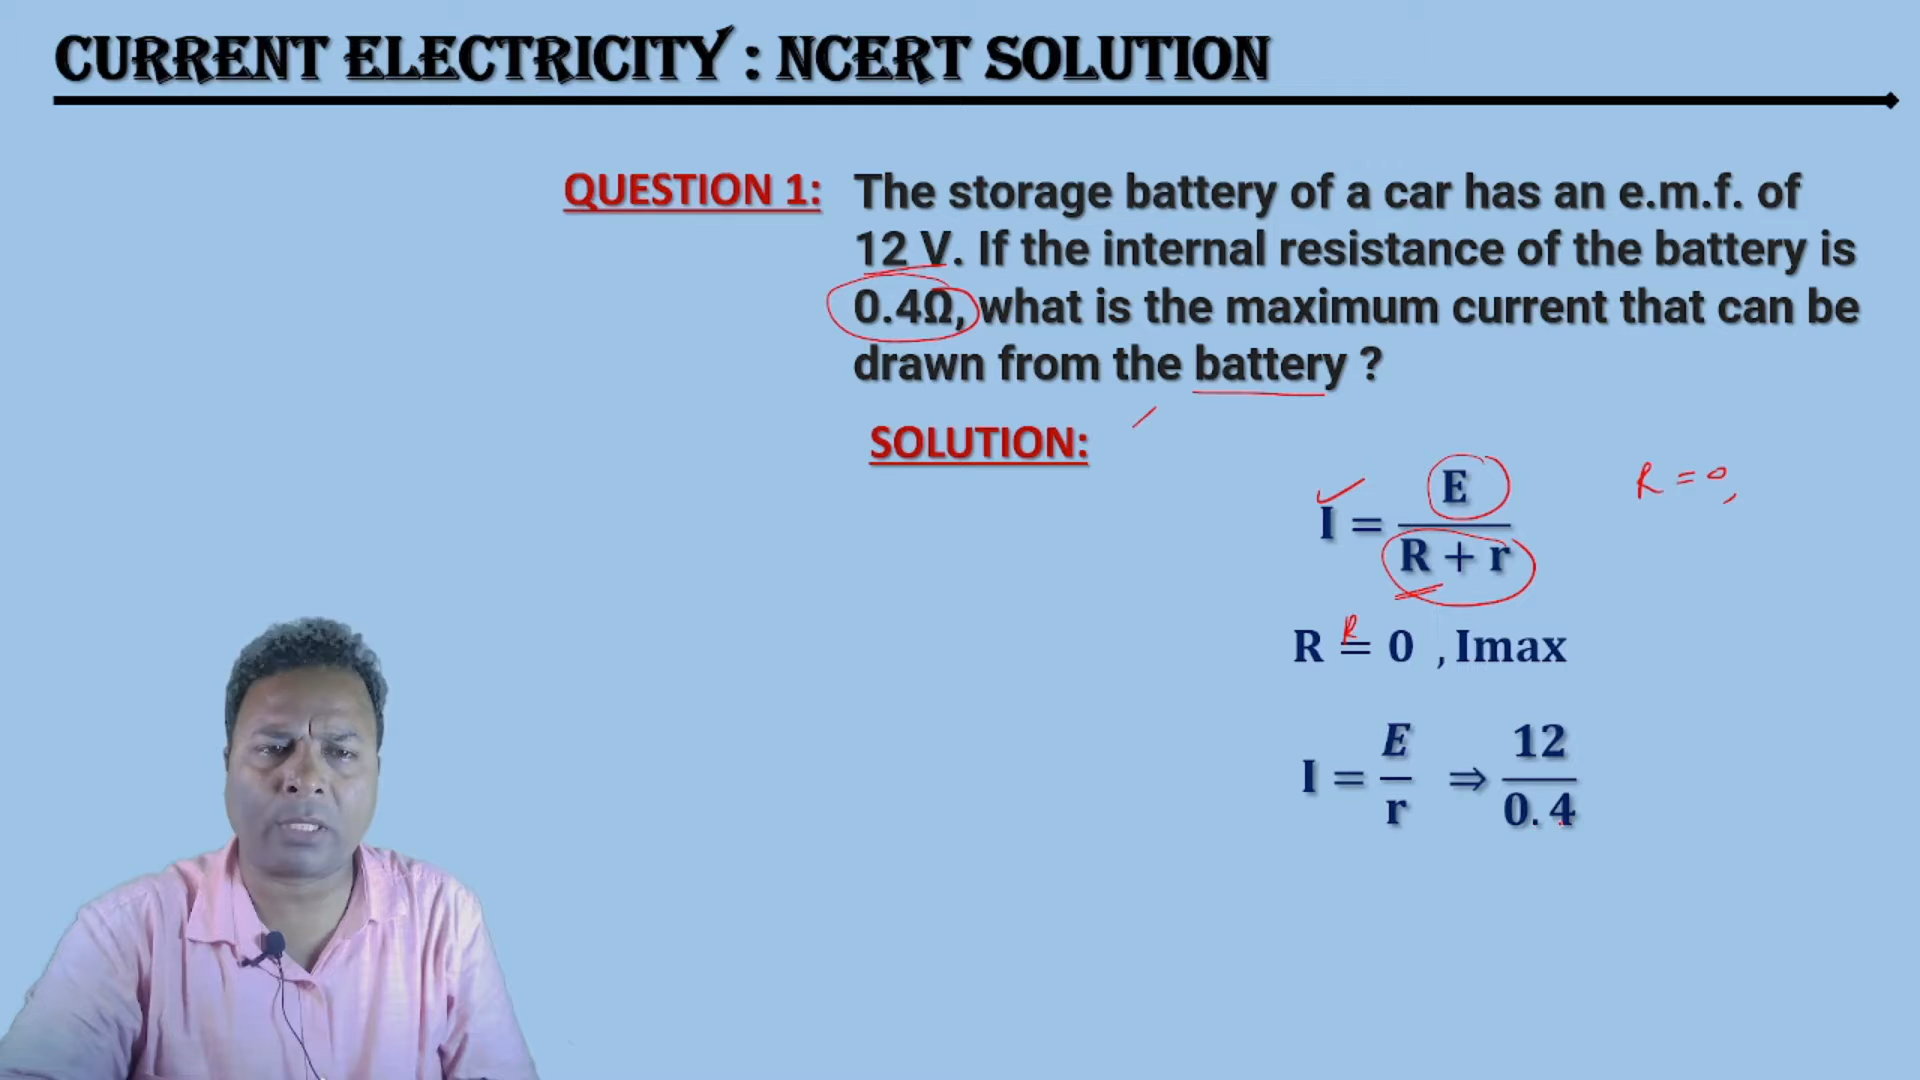 CURRENT ELECTRICITY : NCERT SOLUTION
QUESTION 1: The storage battery of a car has an e.m.f. of
12 V. If the internal resistance of the battery is
0.4Ω, what is the maximum current that can be
drawn from the battery ?
SOLUTION:
I = E / (R + r)
R = 0,
R
R = 0 , Imax
I = E / r ⇒ 12 / 0.4